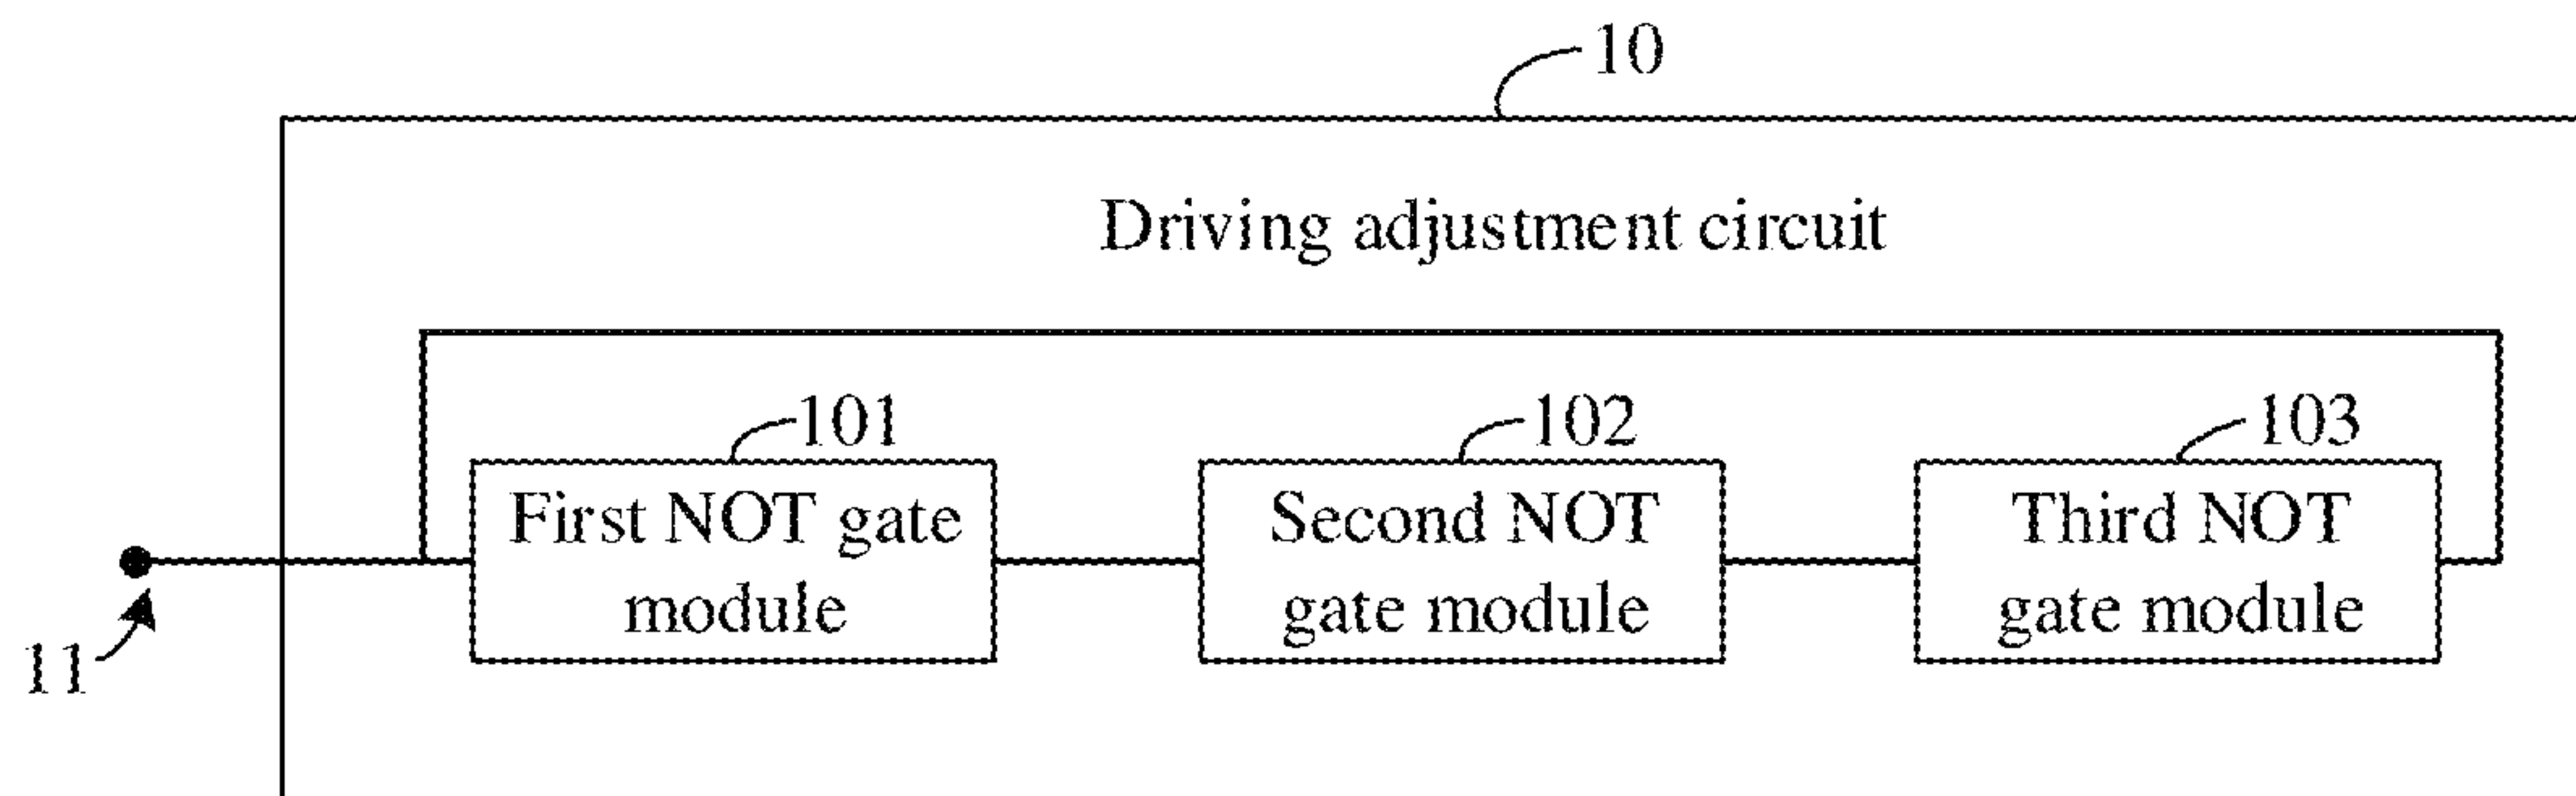 10
Driving adjustment circuit
101
102
103
First NOT gate
module
Second NOT
gate module
Third NOT
gate module
11